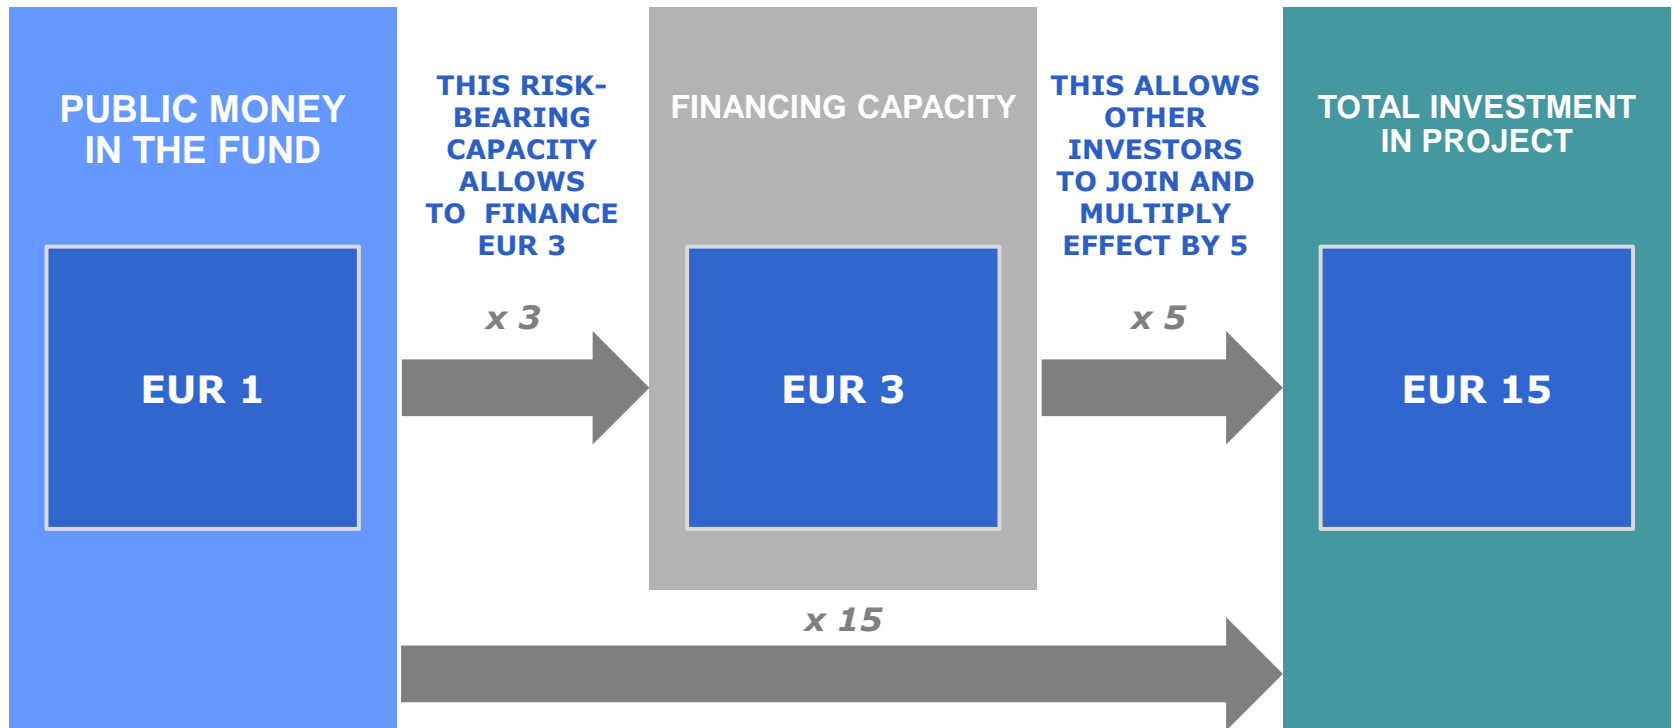 PUBLIC MONEY
IN THE FUND
EUR 1
THIS RISK-
BEARING
CAPACITY
ALLOWS
TO FINANCE
EUR 3
x 3
FINANCING CAPACITY
EUR 3
THIS ALLOWS
OTHER
INVESTORS
TO JOIN AND
MULTIPLY
EFFECT BY 5
x 5
TOTAL INVESTMENT
IN PROJECT
EUR 15
x 15